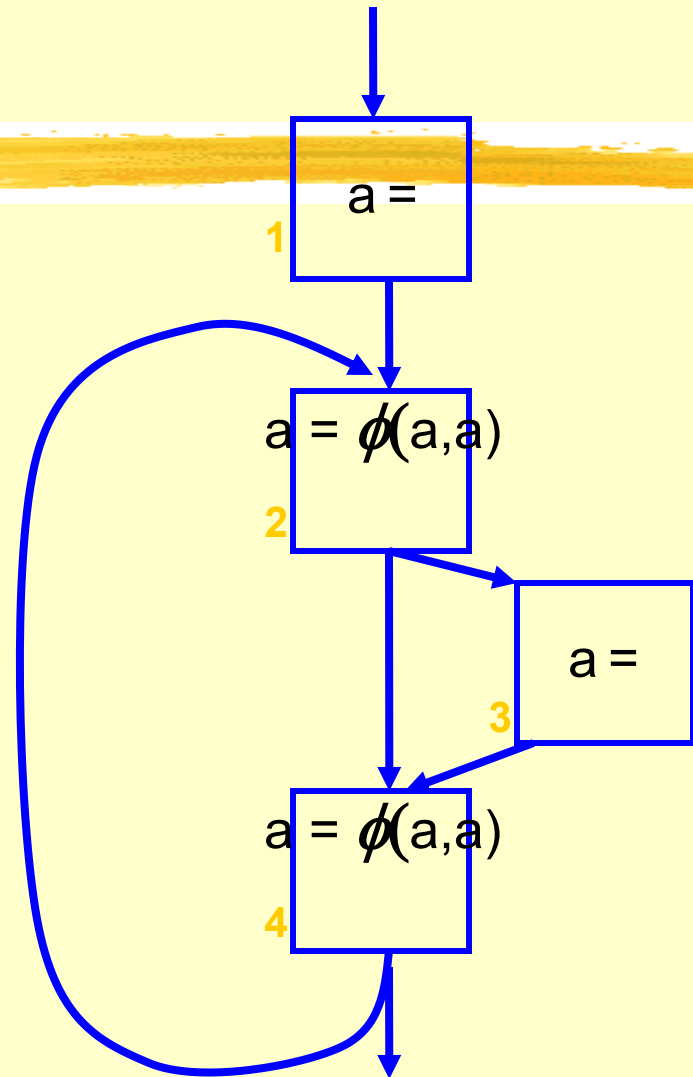 a =
1
a = ϕ(a,a)
2
a =
3
a = ϕ(a,a)
4